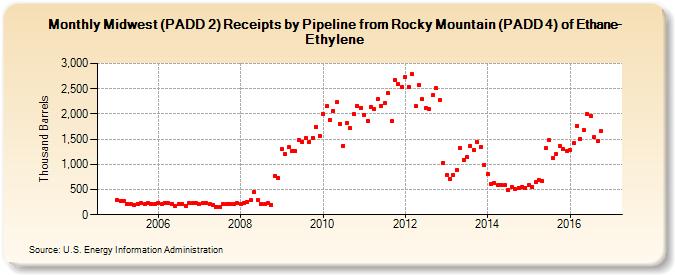 Monthly Midwest (PADD 2) Receipts by Pipeline from Rocky Mountain (PADD 4) of Ethane-
Ethylene
Thousand Barrels
3,000
2,500
2,000
1,500
1,000
500
0
2006 2008 2010 2012 2014 2016
Source: U.S. Energy Information Administration